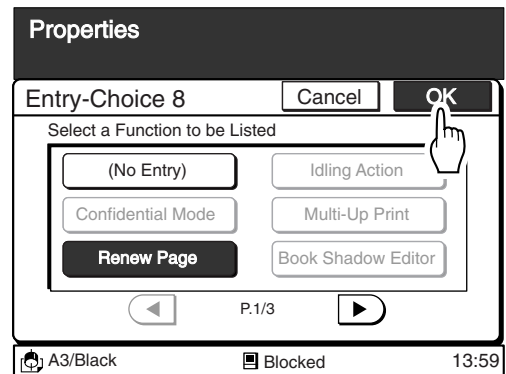 Properties
Entry-Choice 8 Cancel OK
Select a Function to be Listed
(No Entry) Idling Action
Confidential Mode Multi-Up Print
Renew Page Book Shadow Editor
P.1/3
A3/Black Blocked 13:59